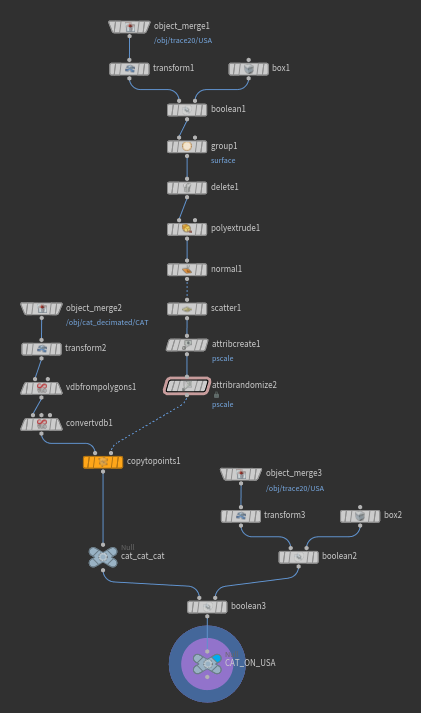 object_merge1
/obj/trace20/USA
transform1
box1
boolean1
group1
surface
delete1
polyextrude1
normal1
object_merge2
/obj/cat_decimated/CAT
scatter1
transform2
attribcreate1
pscale
vdbfrompolygons1
attribrandomize2
pscale
convertvdb1
copytopoints1
object_merge3
/obj/trace20/USA
transform3
box2
Null
cat_cat_cat
boolean2
boolean3
CAT_ON_USA